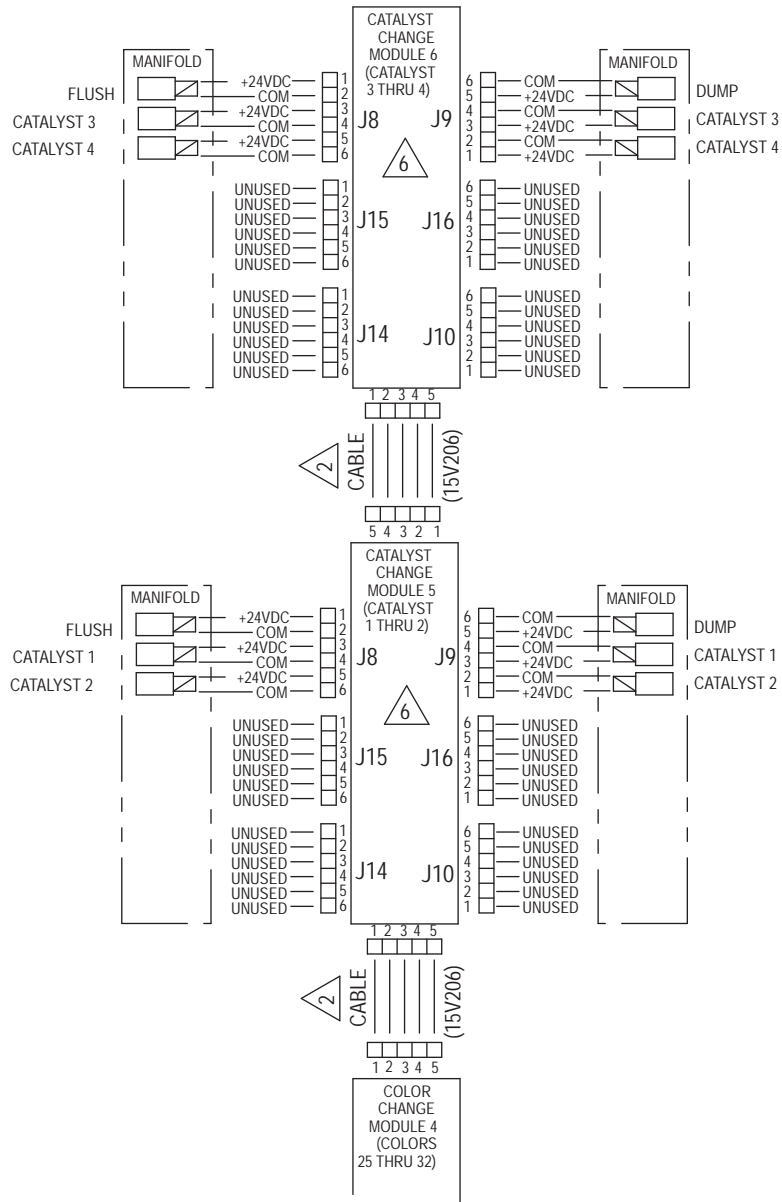 CATALYST
CHANGE
MODULE 6
(CATALYST
3 THRU 4)
MANIFOLD
FLUSH
CATALYST 3
CATALYST 4
+24VDC 1
COM 2
+24VDC 3
COM 4
+24VDC 5
COM 6
J8
J9
6 COM
5 +24VDC
4 COM
3 +24VDC
2 COM
1 +24VDC
MANIFOLD
DUMP
CATALYST 3
CATALYST 4
6
UNUSED 1
UNUSED 2
UNUSED 3
UNUSED 4
UNUSED 5
UNUSED 6
J15
J16
6 UNUSED
5 UNUSED
4 UNUSED
3 UNUSED
2 UNUSED
1 UNUSED
UNUSED 1
UNUSED 2
UNUSED 3
UNUSED 4
UNUSED 5
UNUSED 6
J14
J10
6 UNUSED
5 UNUSED
4 UNUSED
3 UNUSED
2 UNUSED
1 UNUSED
1 2 3 4 5
2
CABLE
(15V206)
5 4 3 2 1
CATALYST
CHANGE
MODULE 5
(CATALYST
1 THRU 2)
MANIFOLD
FLUSH
CATALYST 1
CATALYST 2
+24VDC 1
COM 2
+24VDC 3
COM 4
+24VDC 5
COM 6
J8
J9
6 COM
5 +24VDC
4 COM
3 +24VDC
2 COM
1 +24VDC
MANIFOLD
DUMP
CATALYST 1
CATALYST 2
6
UNUSED 1
UNUSED 2
UNUSED 3
UNUSED 4
UNUSED 5
UNUSED 6
J15
J16
6 UNUSED
5 UNUSED
4 UNUSED
3 UNUSED
2 UNUSED
1 UNUSED
UNUSED 1
UNUSED 2
UNUSED 3
UNUSED 4
UNUSED 5
UNUSED 6
J14
J10
6 UNUSED
5 UNUSED
4 UNUSED
3 UNUSED
2 UNUSED
1 UNUSED
1 2 3 4 5
2
CABLE
(15V206)
1 2 3 4 5
COLOR
CHANGE
MODULE 4
(COLORS
25 THRU 32)